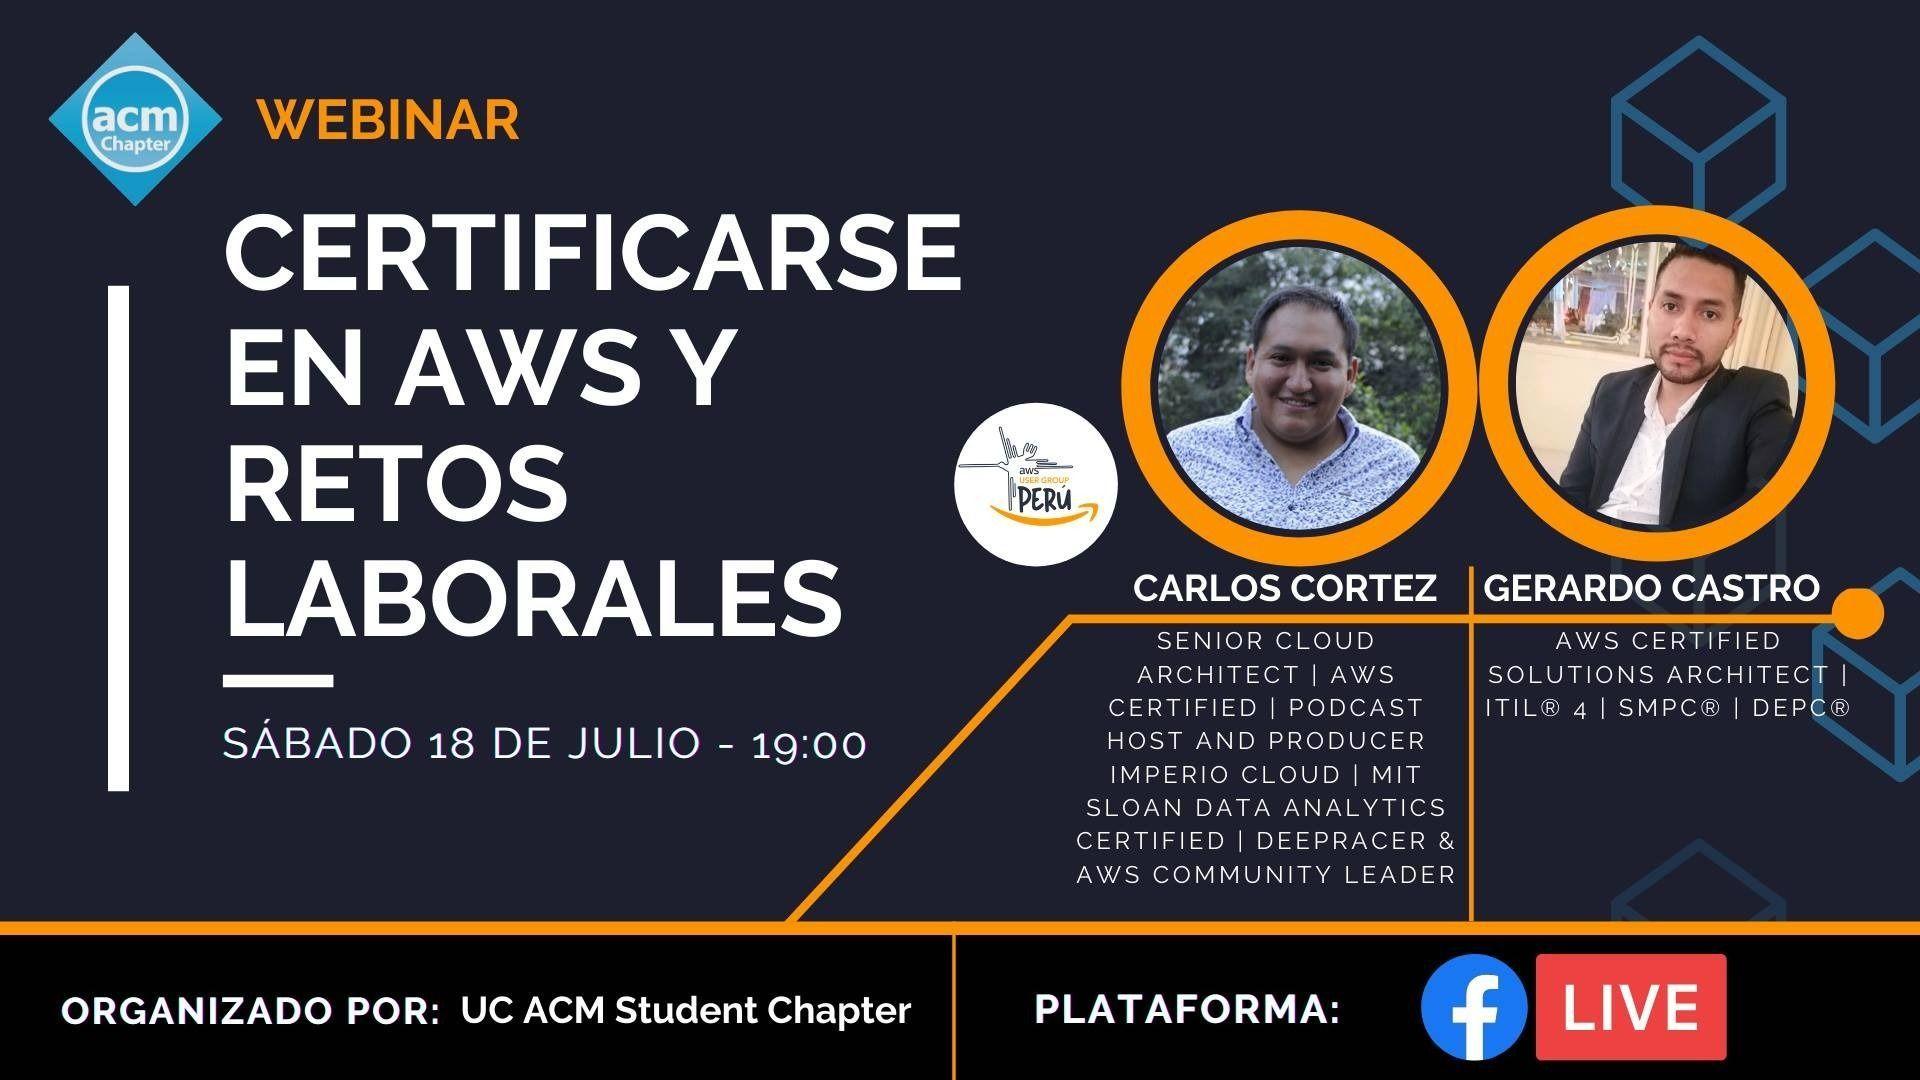 acm
Chapter
WEBINAR
CERTIFICARSE
EN AWS Y
RETOS
LABORALES
SÁBADO 18 DE JULIO - 19:00
aws
USER GROUP
PERÚ
CARLOS CORTEZ
SENIOR CLOUD
ARCHITECT | AWS
CERTIFIED | PODCAST
HOST AND PRODUCER
IMPERIO CLOUD | MIT
SLOAN DATA ANALYTICS
CERTIFIED | DEEPRACER &
AWS COMMUNITY LEADER
GERARDO CASTRO
AWS CERTIFIED
SOLUTIONS ARCHITECT |
ITIL® 4 | SMPC® | DEPC®
ORGANIZADO POR: UC ACM Student Chapter
PLATAFORMA:
f LIVE